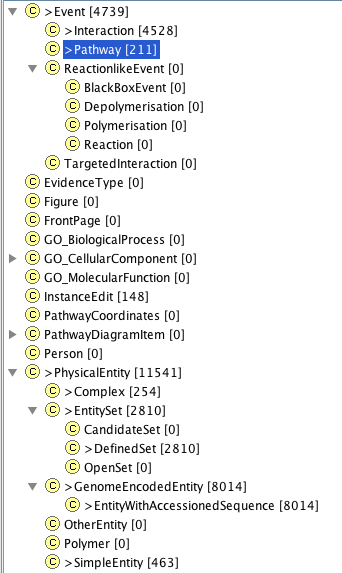 >Event [4739]
>Interaction [4528]
>Pathway [211]
ReactionlikeEvent [0]
BlackBoxEvent [0]
Depolymerisation [0]
Polymerisation [0]
Reaction [0]
TargetedInteraction [0]
EvidenceType [0]
Figure [0]
FrontPage [0]
GO_BiologicalProcess [0]
GO_CellularComponent [0]
GO_MolecularFunction [0]
InstanceEdit [148]
PathwayCoordinates [0]
PathwayDiagramItem [0]
Person [0]
>PhysicalEntity [11541]
>Complex [254]
>EntitySet [2810]
CandidateSet [0]
>DefinedSet [2810]
OpenSet [0]
>GenomeEncodedEntity [8014]
>EntityWithAccessionedSequence [8014]
OtherEntity [0]
Polymer [0]
>SimpleEntity [463]